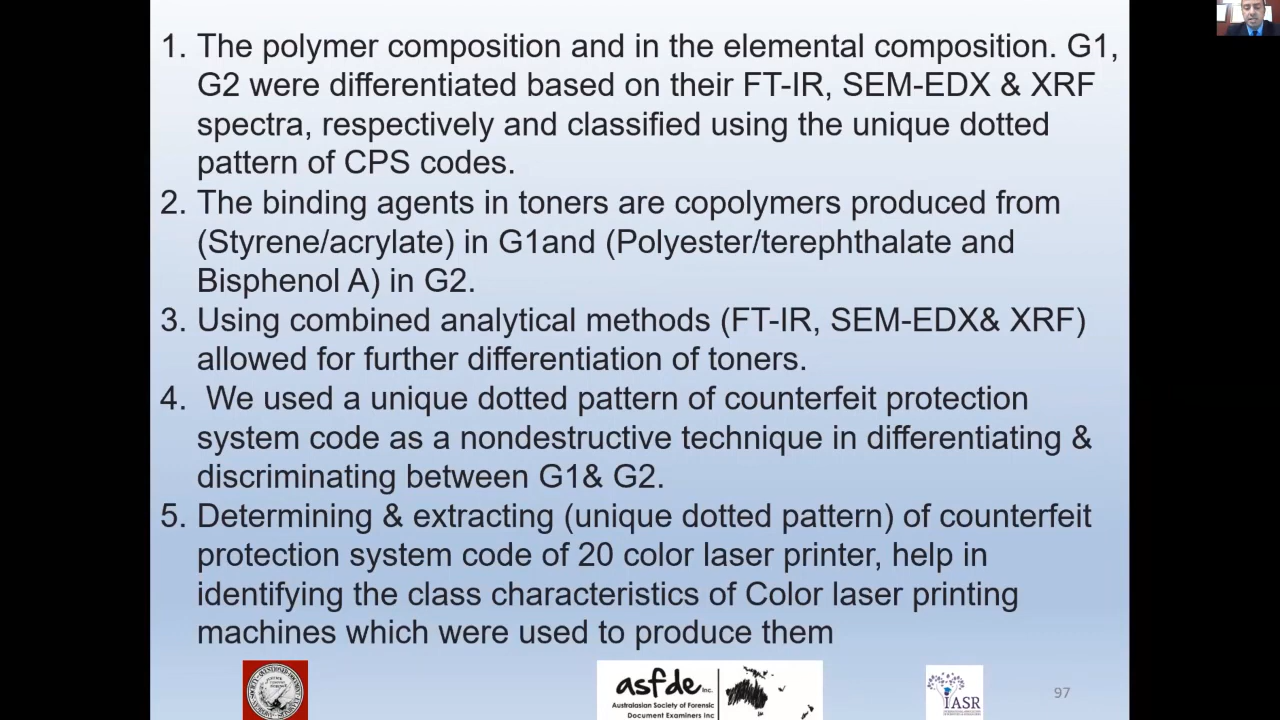 1. The polymer composition and in the elemental composition. G1,
G2 were differentiated based on their FT-IR, SEM-EDX & XRF
spectra, respectively and classified using the unique dotted
pattern of CPS codes.
2. The binding agents in toners are copolymers produced from
(Styrene/acrylate) in G1and (Polyester/terephthalate and
Bisphenol A) in G2.
3. Using combined analytical methods (FT-IR, SEM-EDX& XRF)
allowed for further differentiation of toners.
4. We used a unique dotted pattern of counterfeit protection
system code as a nondestructive technique in differentiating &
discriminating between G1& G2.
5. Determining & extracting (unique dotted pattern) of counterfeit
protection system code of 20 color laser printer, help in
identifying the class characteristics of Color laser printing
machines which were used to produce them
asfde Inc.
Australasian Society of Forensic
Document Examiners Inc
IASR
97